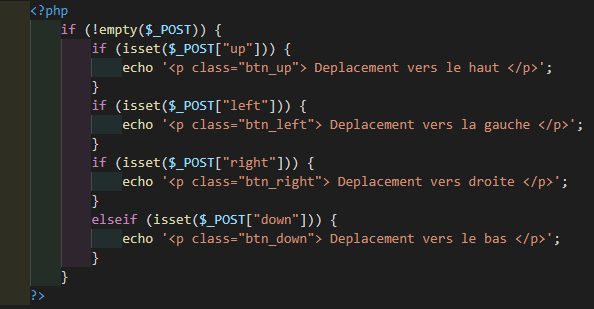 <?php
if (!empty($_POST)) {
if (isset($_POST["up"])) {
echo '<p class="btn_up"> Deplacement vers le haut </p>';
}
if (isset($_POST["left"])) {
echo '<p class="btn_left"> Deplacement vers la gauche </p>';
}
if (isset($_POST["right"])) {
echo '<p class="btn_right"> Deplacement vers droite </p>';
}
elseif (isset($_POST["down"])) {
echo '<p class="btn_down"> Deplacement vers le bas </p>';
}
}
?>